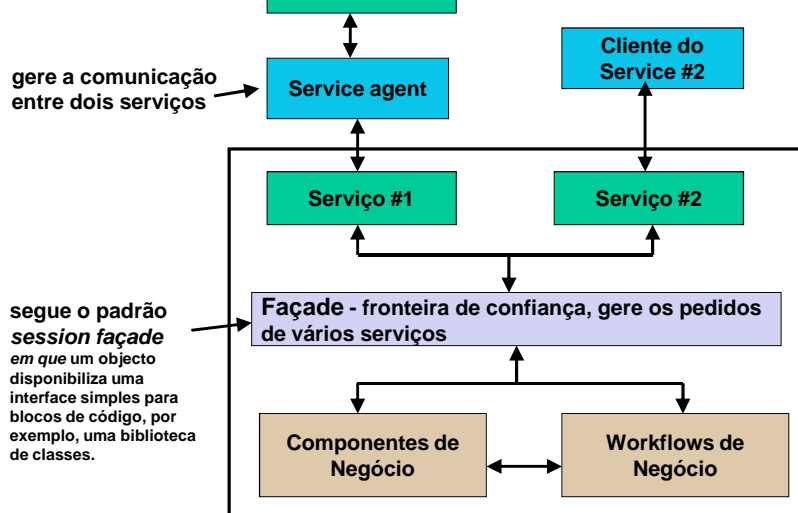 gere a comunicação
entre dois serviços
Service agent
Cliente do
Service #2
Serviço #1
Serviço #2
segue o padrão
session façade
em que um objecto
disponibiliza uma
interface simples para
blocos de código, por
exemplo, uma biblioteca
de classes.
Façade - fronteira de confiança, gere os pedidos
de vários serviços
Componentes de
Negócio
Workflows de
Negócio